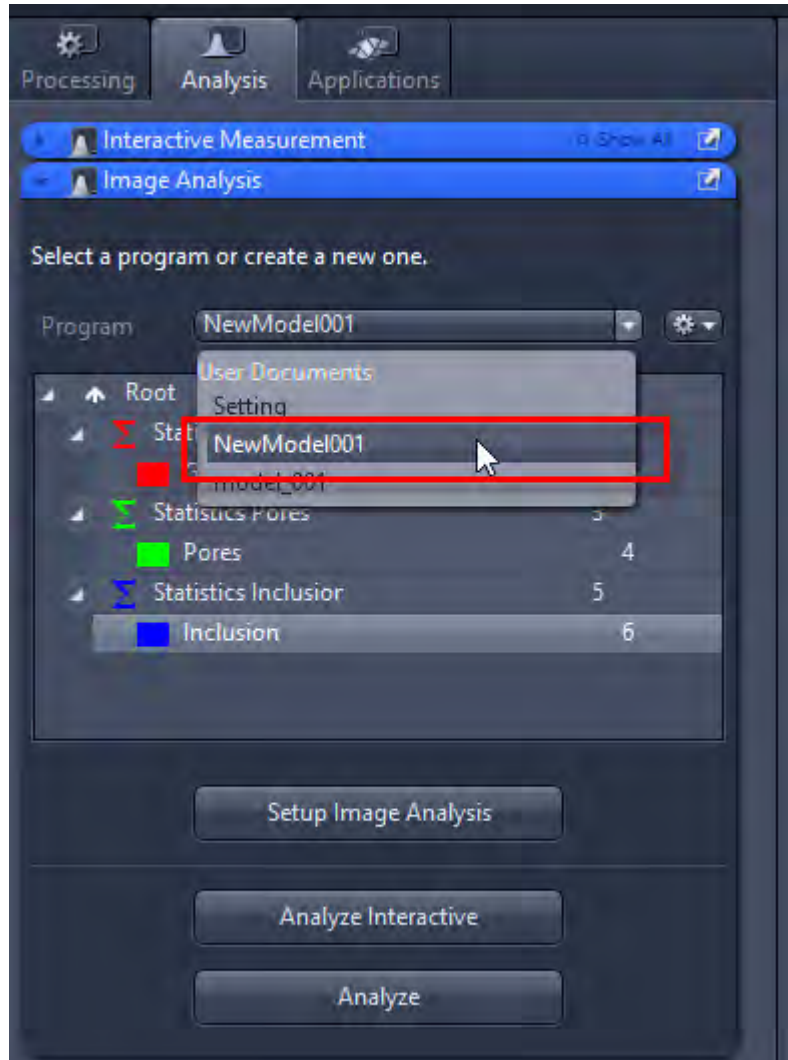 Processing Analysis Applications
Interactive Measurement Show All
Image Analysis
Select a program or create a new one.
Program NewModel001
User Documents
Root
Setting
Stati
NewModel001
model_001
Statistics Pores 3
Pores 4
Statistics Inclusior 5
Inclusion 6
Setup Image Analysis
Analyze Interactive
Analyze